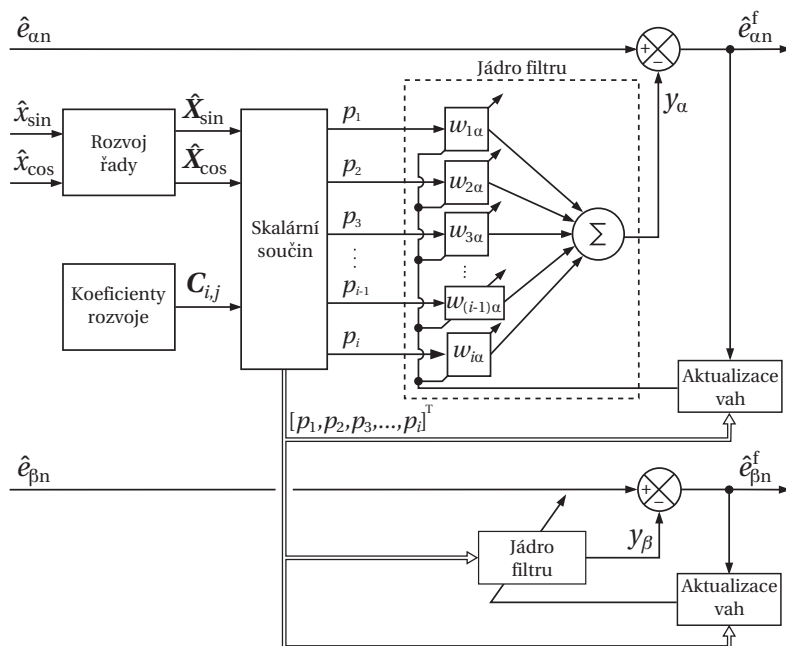 ê_αn
ê^f_αn
+
−
Jádro filtru
y_α
x̂_sin
X̂_sin
x̂_cos
X̂_cos
Rozvoj
řady
Skalární
součin
Koeficienty
rozvoje
C_i,j
p_1
p_2
p_3
⋮
p_i-1
p_i
w_1α
w_2α
w_3α
⋮
w_(i-1)α
w_iα
Σ
Aktualizace
vah
[p_1,p_2,p_3,...,p_i]^T
ê_βn
ê^f_βn
+
−
Jádro
filtru
y_β
Aktualizace
vah